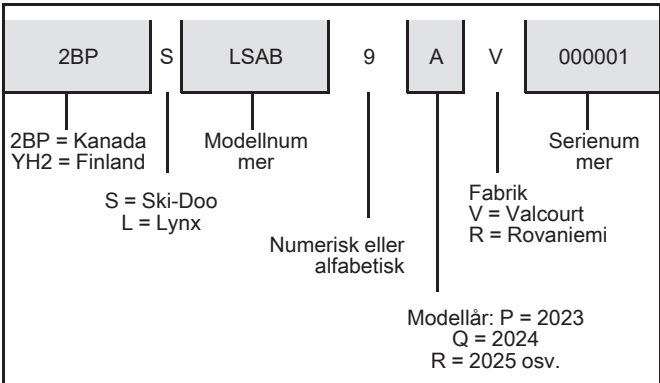 2BP S LSAB 9 A V 000001
2BP = Kanada
YH2 = Finland
Modellnum
mer
Serienum
mer
S = Ski-Doo
L = Lynx
Fabrik
V = Valcourt
R = Rovaniemi
Numerisk eller
alfabetisk
Modellår: P = 2023
Q = 2024
R = 2025 osv.